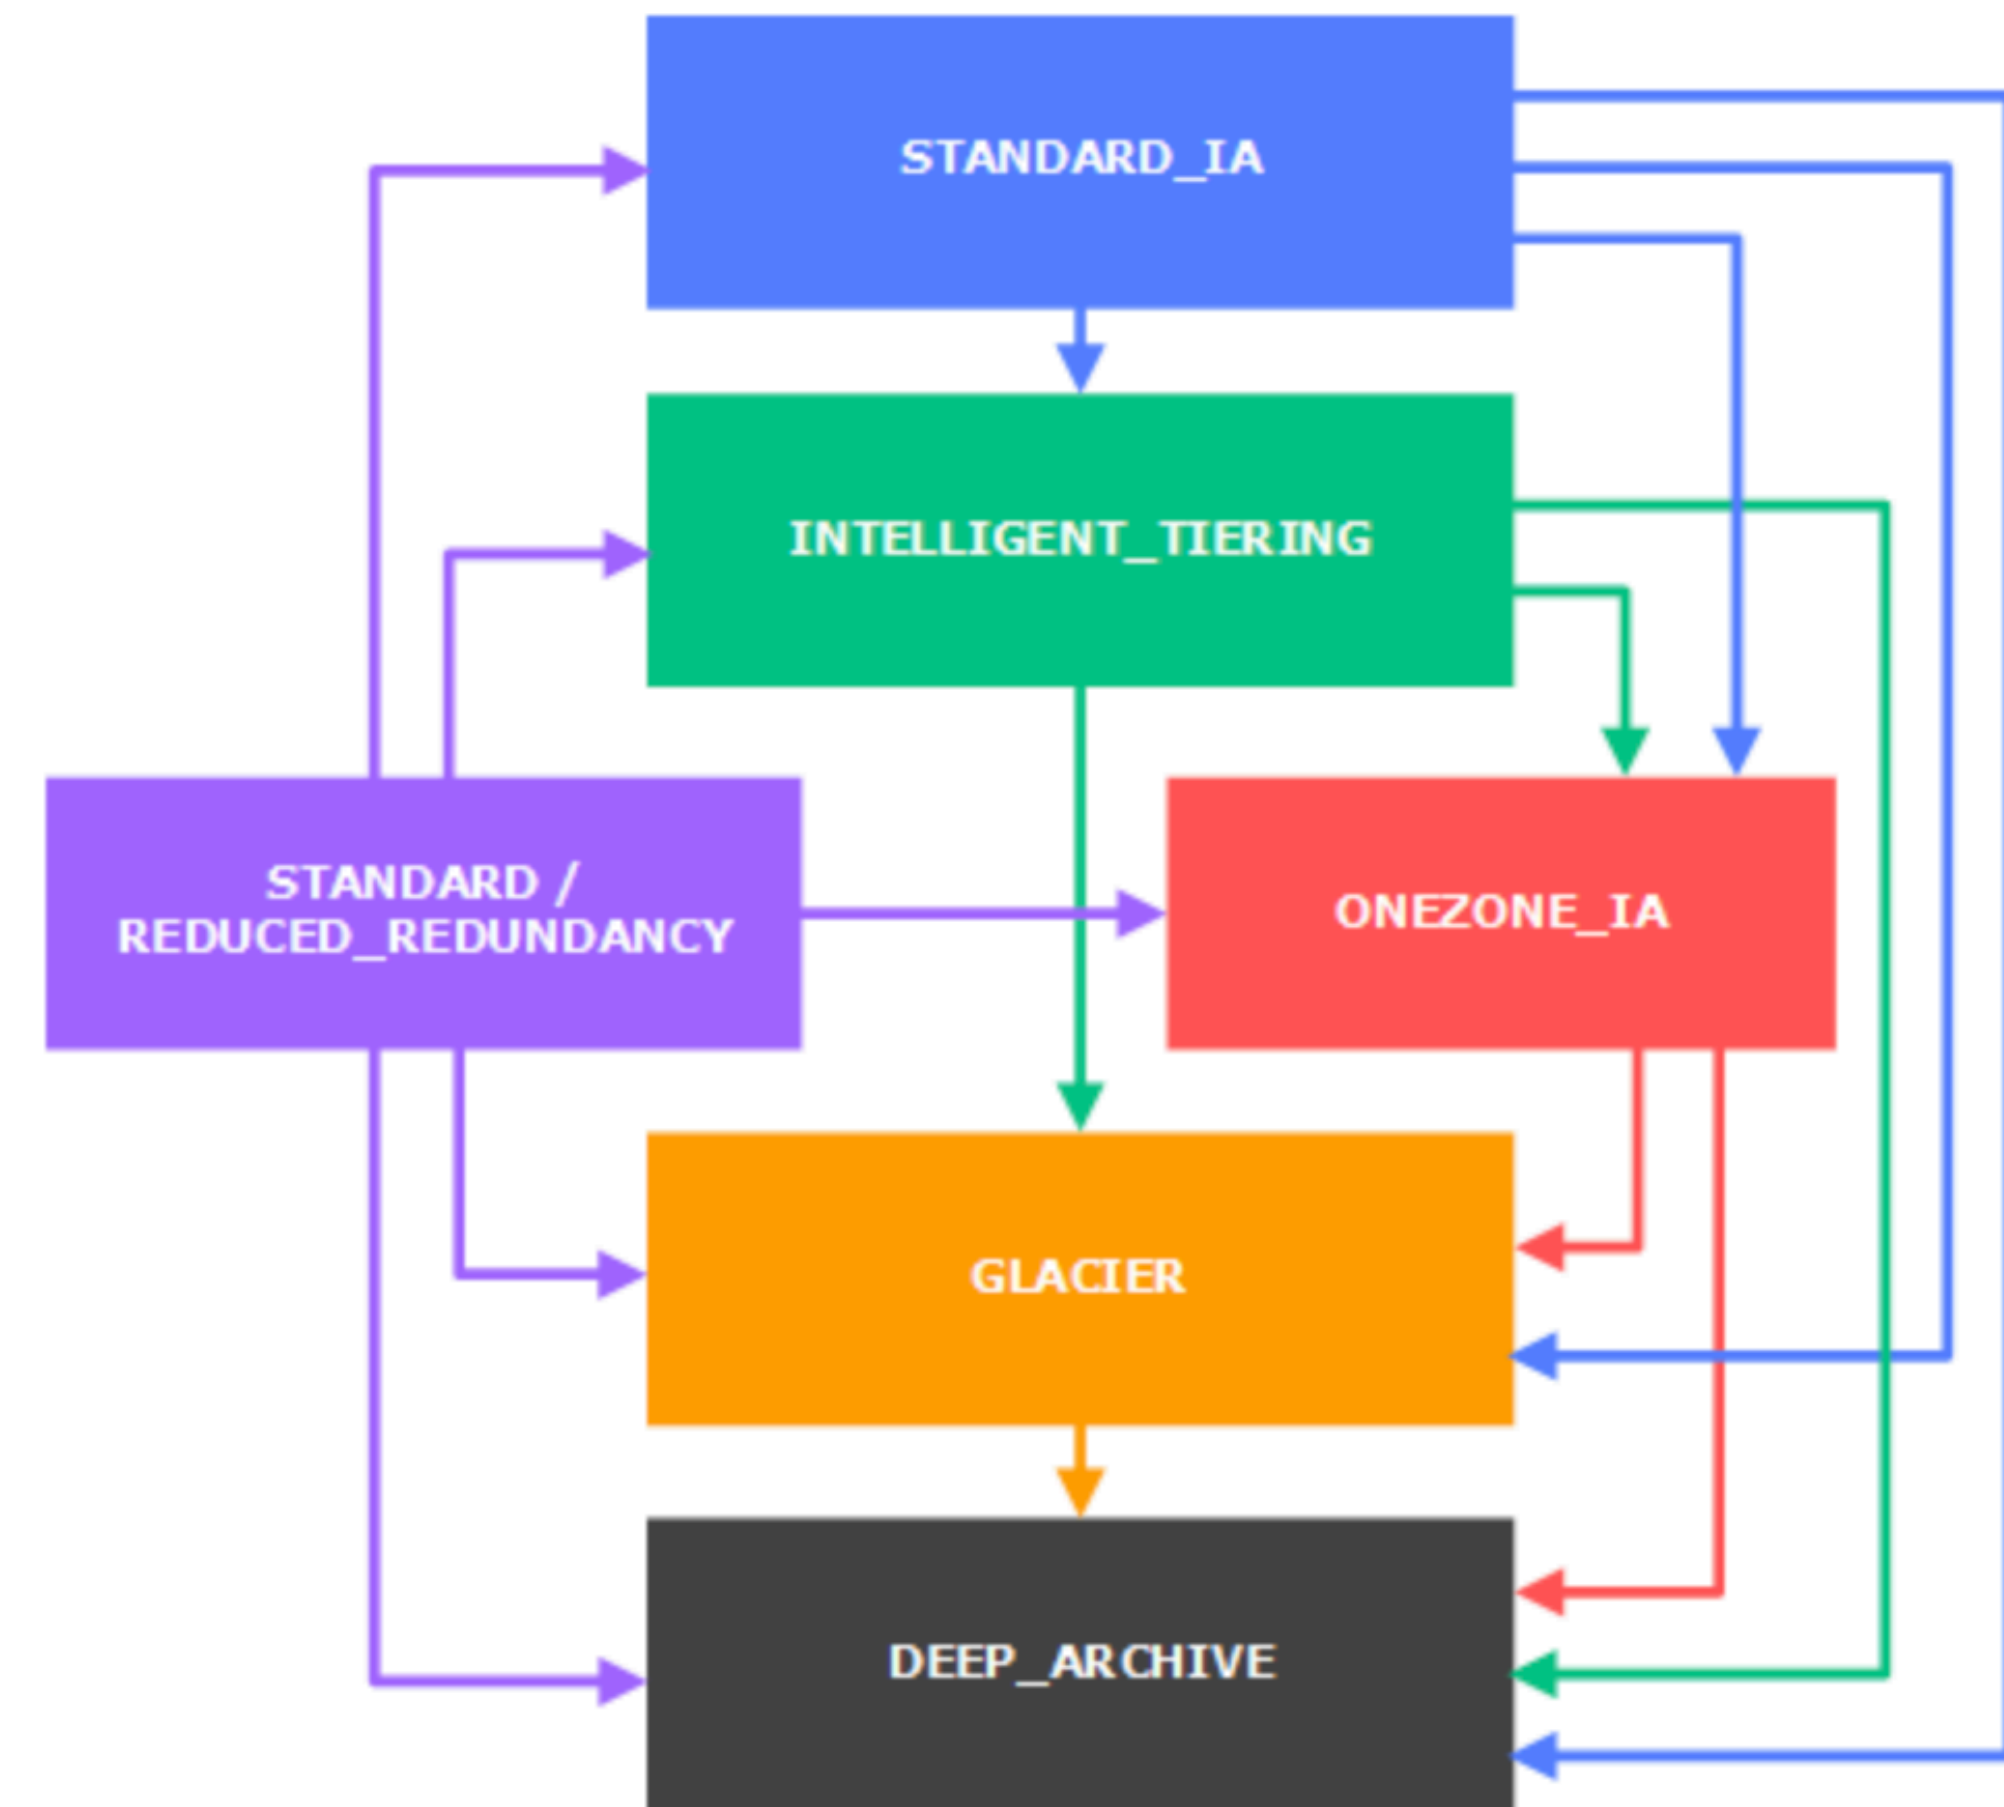 STANDARD_IA
INTELLIGENT_TIERING
STANDARD /
REDUCED_REDUNDANCY
ONEZONE_IA
GLACIER
DEEP_ARCHIVE